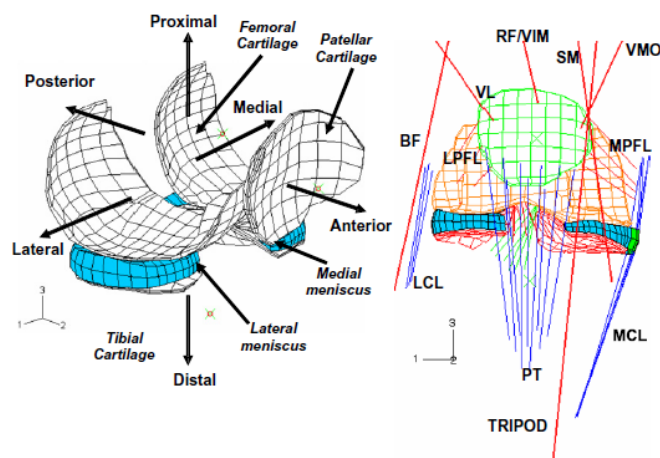 Proximal
Femoral
Cartilage
Patellar
Cartilage
Posterior
Medial
Lateral
Anterior
Medial
meniscus
Lateral
meniscus
Tibial
Cartilage
Distal
3
1
2
RF/VIM
SM
VMO
VL
BF
LPFL
MPFL
LCL
MCL
3
1
2
PT
TRIPOD